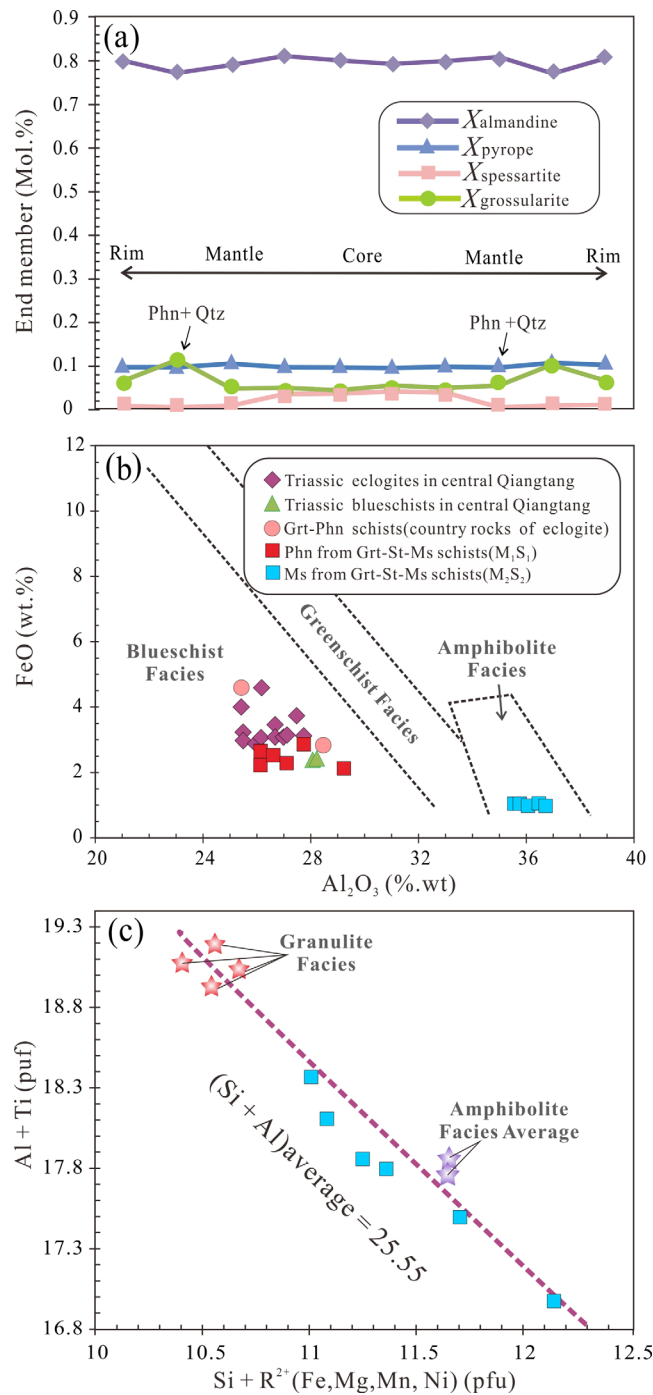 (a)
0.9
0.8
0.7
0.6
0.5
0.4
0.3
0.2
0.1
0
End member (Mol.%)
Xalmandine
Xpyrope
Xspessartite
Xgrossularite
Rim Mantle Core Mantle Rim
Phn+ Qtz
Phn +Qtz
(b)
12
10
8
6
4
2
0
FeO (wt.%)
Triassic eclogites in central Qiangtang
Triassic blueschists in central Qiangtang
Grt-Phn schists(country rocks of eclogite)
Phn from Grt-St-Ms schists(M₁S₁)
Ms from Grt-St-Ms schists(M₂S₂)
Blueschist
Facies
Greenschist Facies
Amphibolite
Facies
20 24 28 32 36 40
Al₂O₃ (%.wt)
(c)
19.3
18.8
18.3
17.8
17.3
16.8
Al + Ti (puf)
Granulite
Facies
Amphibolite
Facies Average
(Si + Al)average = 25.55
10 10.5 11 11.5 12 12.5
Si + R²⁺(Fe,Mg,Mn, Ni) (pfu)